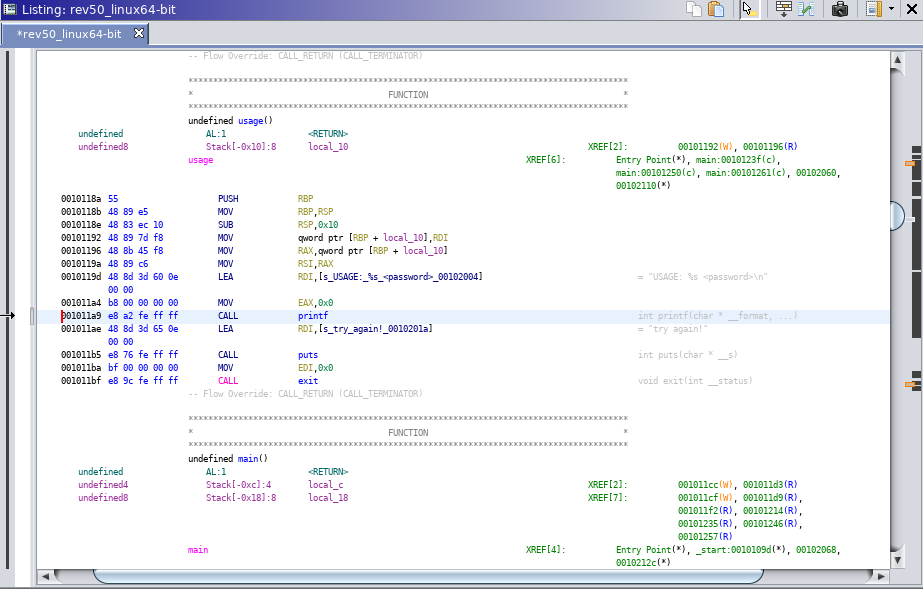 Listing: rev50_linux64-bit
*rev50_linux64-bit
-- Flow Override: CALL_RETURN (CALL_TERMINATOR)
****************************************************************************************
* FUNCTION *
****************************************************************************************
undefined usage()
undefined AL:1 <RETURN>
undefined8 Stack[-0x10]:8 local_10 XREF[2]: 00101192(W), 00101196(R)
usage XREF[6]: Entry Point(*), main:0010123f(c),
main:00101250(c), main:00101261(c), 00102060,
00102110(*)
0010118a 55 PUSH RBP
0010118b 48 89 e5 MOV RBP,RSP
0010118e 48 83 ec 10 SUB RSP,0x10
00101192 48 89 7d f8 MOV qword ptr [RBP + local_10],RDI
00101196 48 8b 45 f8 MOV RAX,qword ptr [RBP + local_10]
0010119a 48 89 c6 MOV RSI,RAX
0010119d 48 8d 3d 60 0e LEA RDI,[s_USAGE:_%s_<password>_00102004] = "USAGE: %s <password>\n"
00 00
001011a4 b8 00 00 00 00 MOV EAX,0x0
001011a9 e8 a2 fe ff ff CALL printf int printf(char * __format, ...)
001011ae 48 8d 3d 65 0e LEA RDI,[s_try_again!_0010201a] = "try again!"
00 00
001011b5 e8 76 fe ff ff CALL puts int puts(char * __s)
001011ba bf 00 00 00 00 MOV EDI,0x0
001011bf e8 9c fe ff ff CALL exit void exit(int __status)
-- Flow Override: CALL_RETURN (CALL_TERMINATOR)
****************************************************************************************
* FUNCTION *
****************************************************************************************
undefined main()
undefined AL:1 <RETURN>
undefined4 Stack[-0xc]:4 local_c XREF[2]: 001011cc(W), 001011d3(R)
undefined8 Stack[-0x18]:8 local_18 XREF[7]: 001011cf(W), 001011d9(R),
001011f2(R), 00101214(R),
00101235(R), 00101246(R),
00101257(R)
main XREF[4]: Entry Point(*), _start:0010109d(*), 00102068,
0010212c(*)